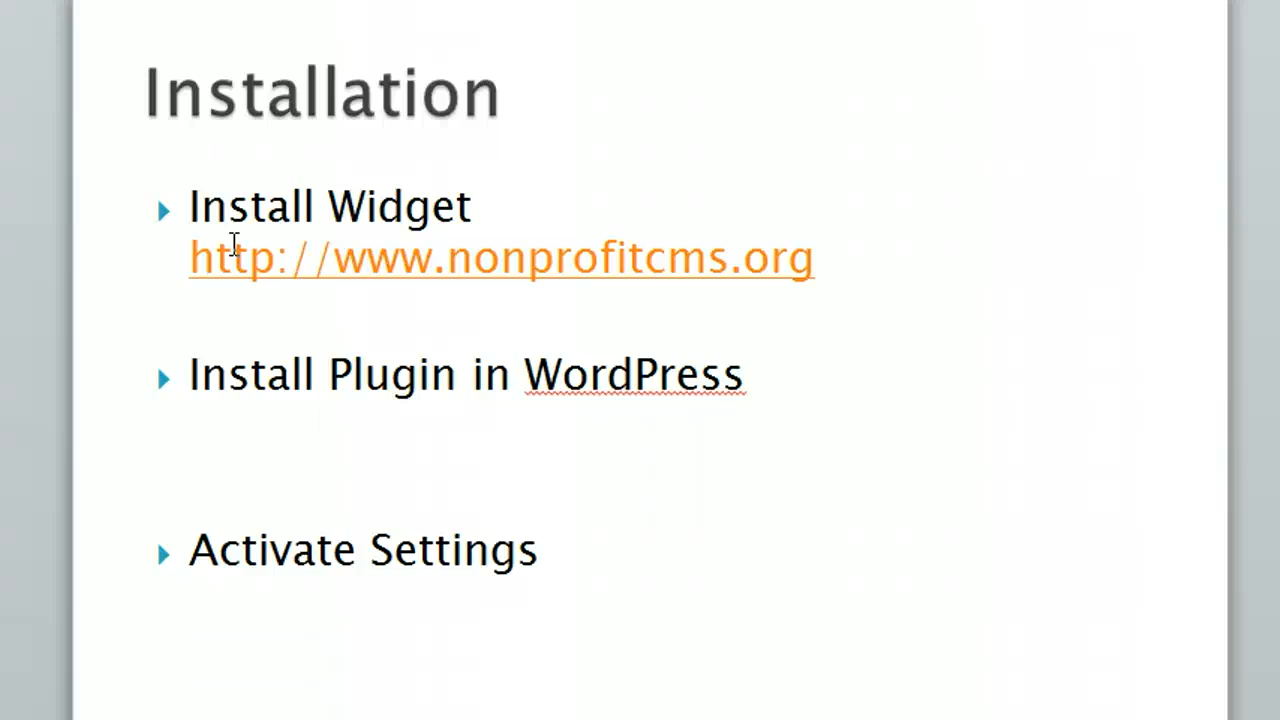 Installation
Install Widget
http://www.nonprofitcms.org
Install Plugin in WordPress
Activate Settings